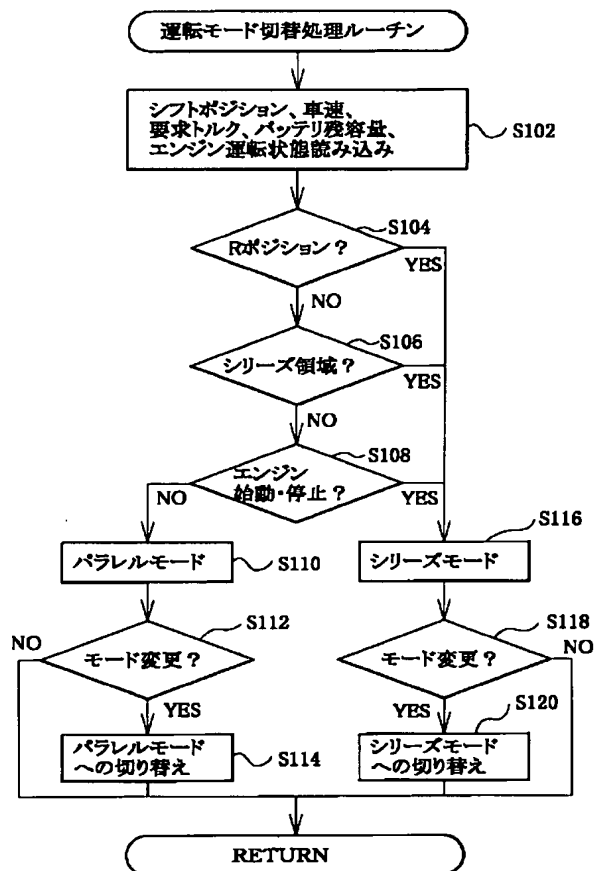 運転モード切替処理ルーチン
シフトポジション、車速、
要求トルク、バッテリ残容量、
エンジン運転状態読み込み
S102
S104
Rポジション？
YES
NO
S106
シリーズ領域？
YES
NO
S108
エンジン
始動・停止？
NO
YES
S116
パラレルモード
S110
シリーズモード
S112
S118
NO
モード変更？
モード変更？
NO
YES
YES
S120
パラレルモード
への切り替え
S114
シリーズモード
への切り替え
RETURN